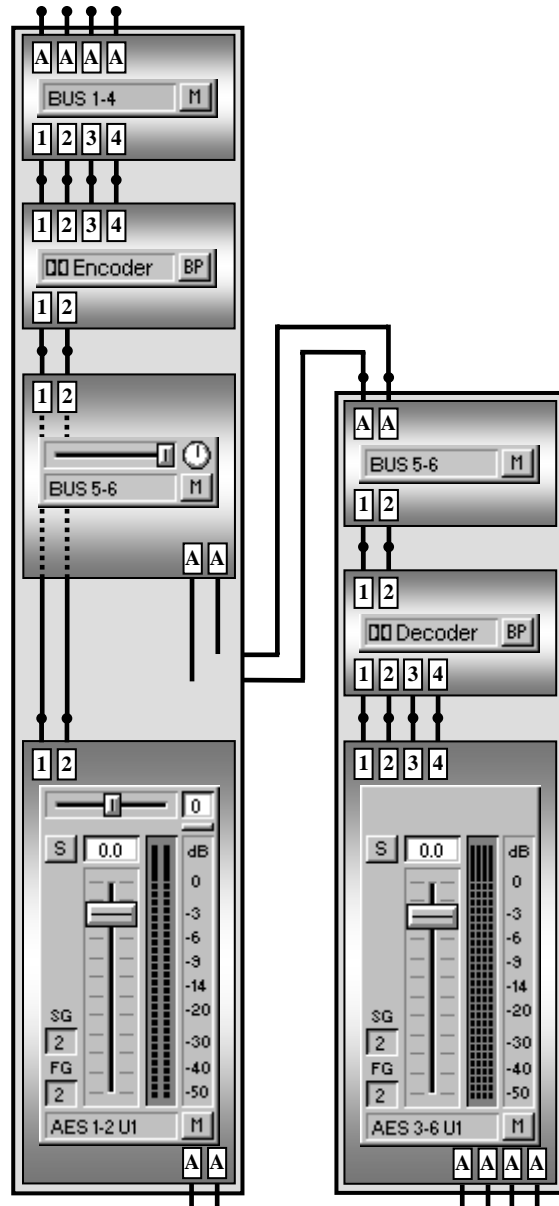 A A A A
BUS 1-4 M
1 2 3 4
1 2 3 4
Encoder BP
1 2
1 2
BUS 5-6 M
A A
1 2
0
S 0.0 dB
0
-3
-6
-9
-14
-20
SG
2 -30
FG -40
2 -50
AES 1-2 U1 M
A A
A A
BUS 5-6 M
1 2
1 2
Decoder BP
1 2 3 4
1 2 3 4
S 0.0 dB
0
-3
-6
-9
-14
-20
SG
2 -30
FG -40
2 -50
AES 3-6 U1 M
A A A A